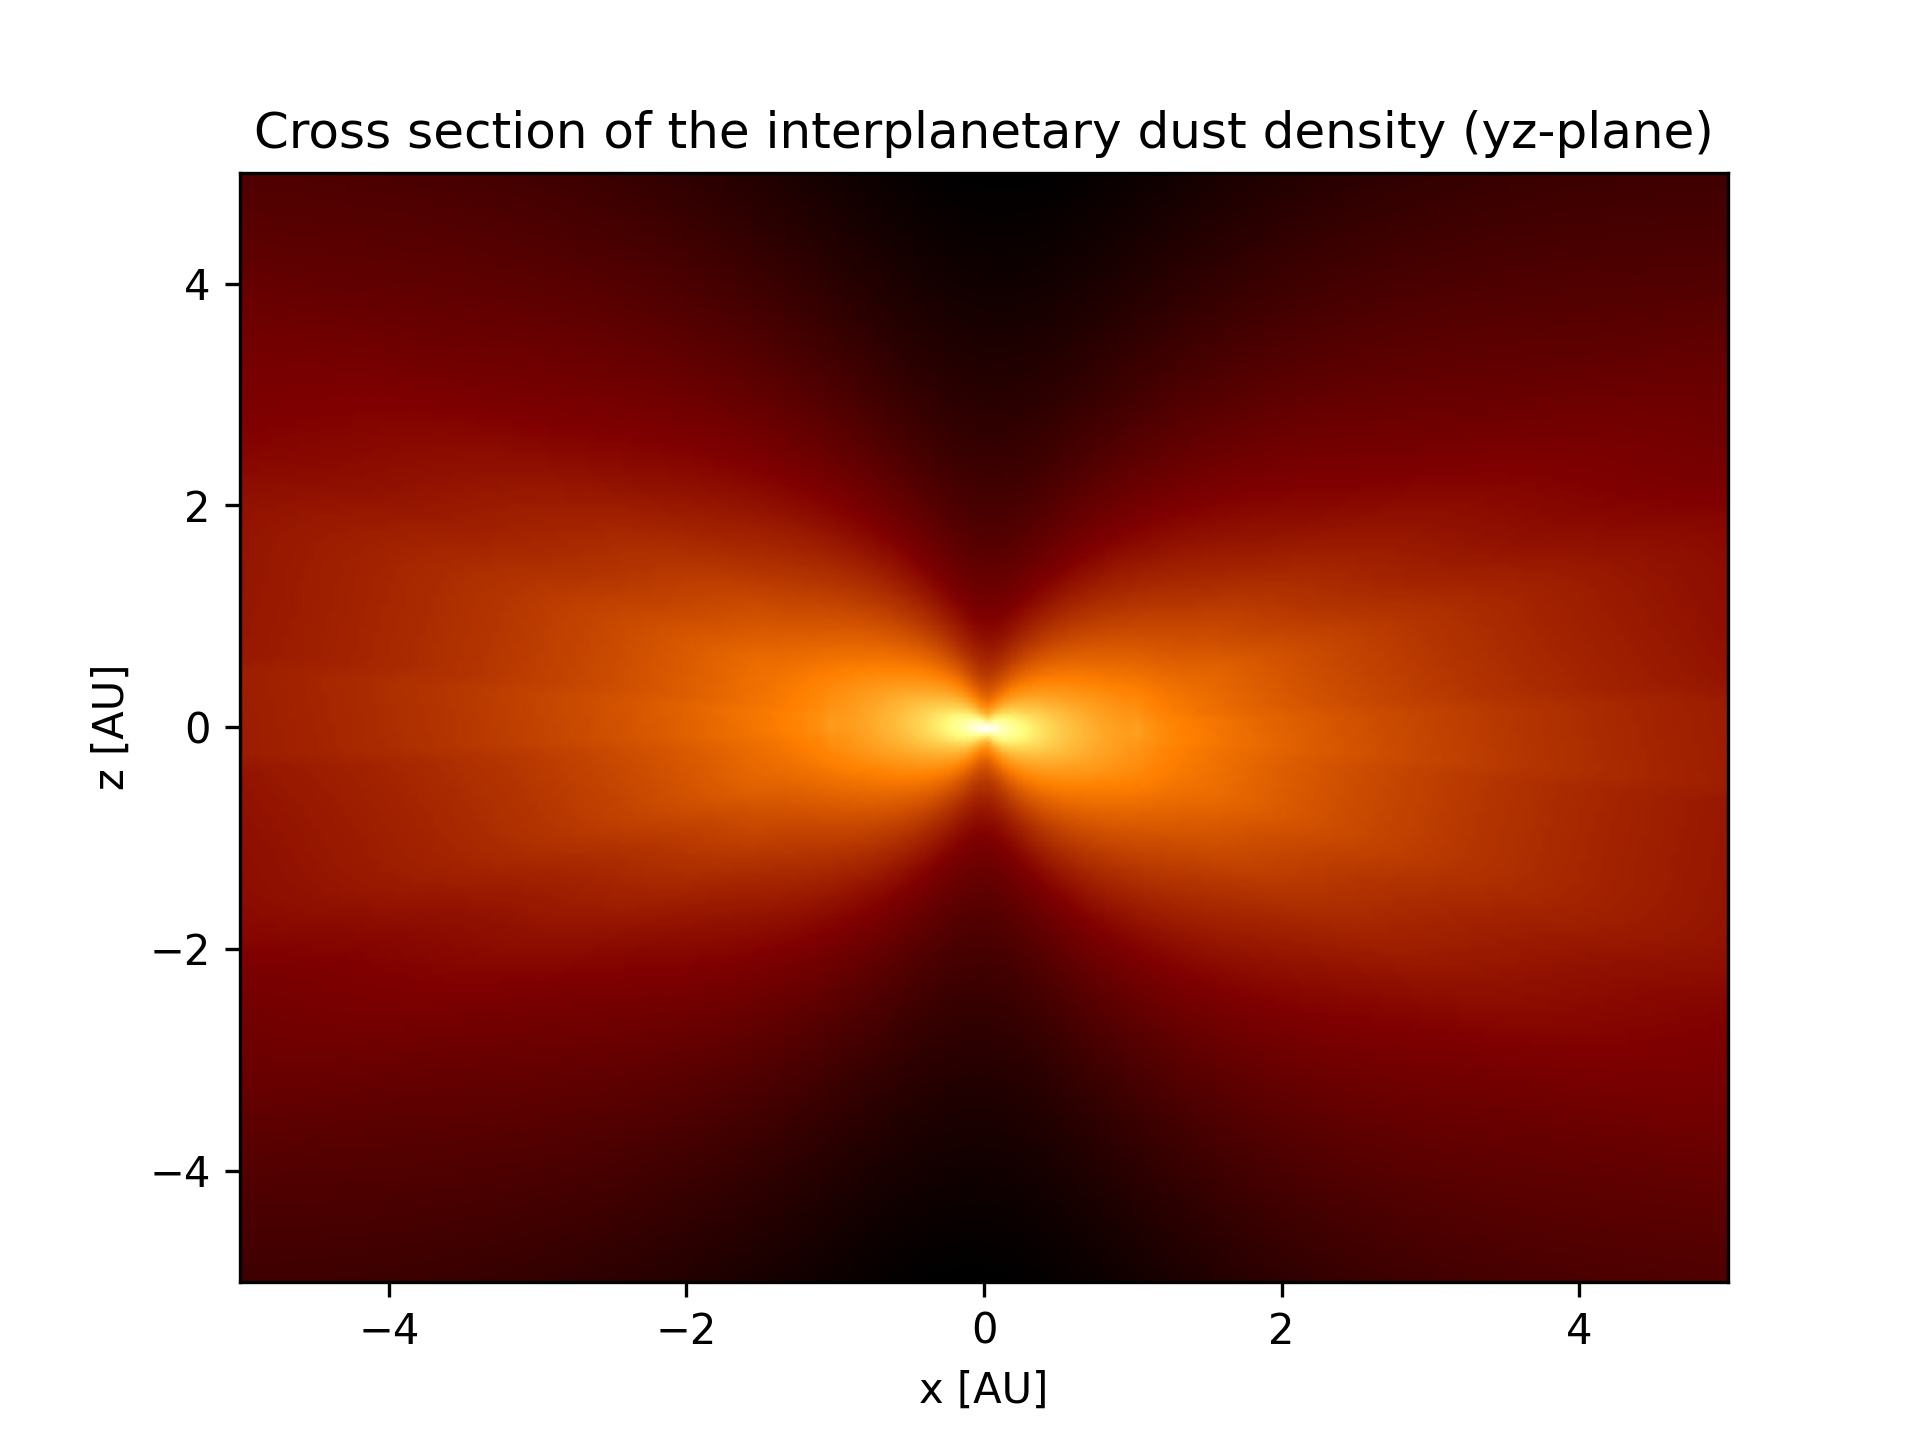 Cross section of the interplanetary dust density (yz-plane)
4
2
0
−2
−4
z [AU]
−4 −2 0 2 4
x [AU]